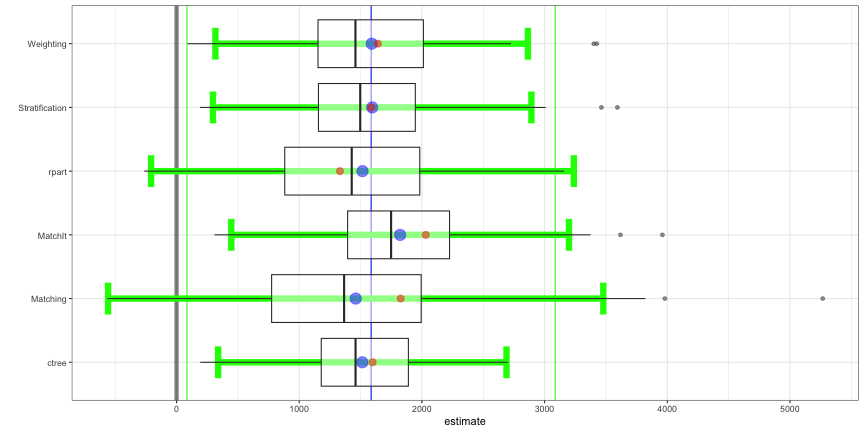 Weighting
Stratification
rpart
MatchIt
Matching
ctree
0 1000 2000 3000 4000 5000
estimate